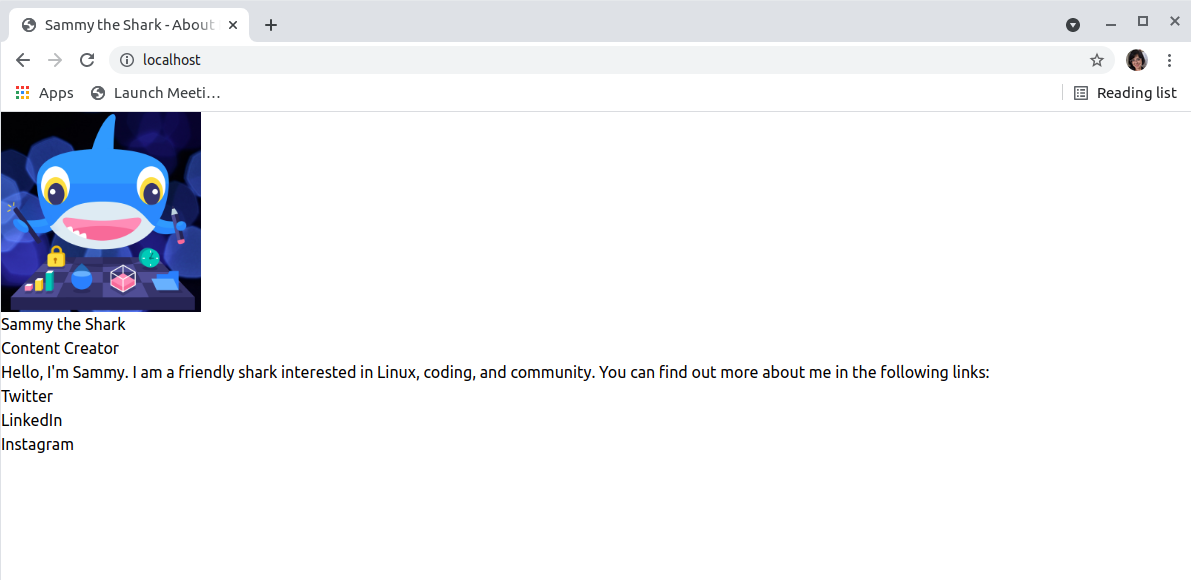 Sammy the Shark - About
localhost
Apps
Launch Meeti…
Reading list
Sammy the Shark
Content Creator
Hello, I'm Sammy. I am a friendly shark interested in Linux, coding, and community. You can find out more about me in the following links:
Twitter
LinkedIn
Instagram